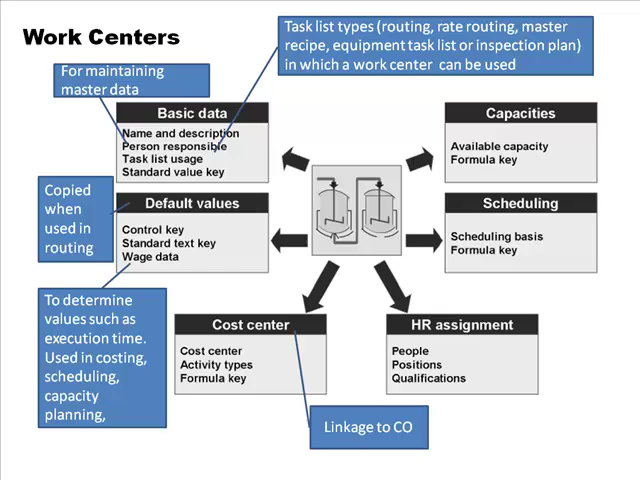 Work Centers
Task list types (routing, rate routing, master
recipe, equipment task list or inspection plan)
in which a work center can be used
For maintaining
master data
Basic data
Name and description
Person responsible
Task list usage
Standard value key
Capacities
Available capacity
Formula key
Copied
when
used in
routing
Default values
Control key
Standard text key
Wage data
Scheduling
Scheduling basis
Formula key
To determine
values such as
execution time.
Used in costing,
scheduling,
capacity
planning,
Cost center
Cost center
Activity types
Formula key
HR assignment
People
Positions
Qualifications
Linkage to CO